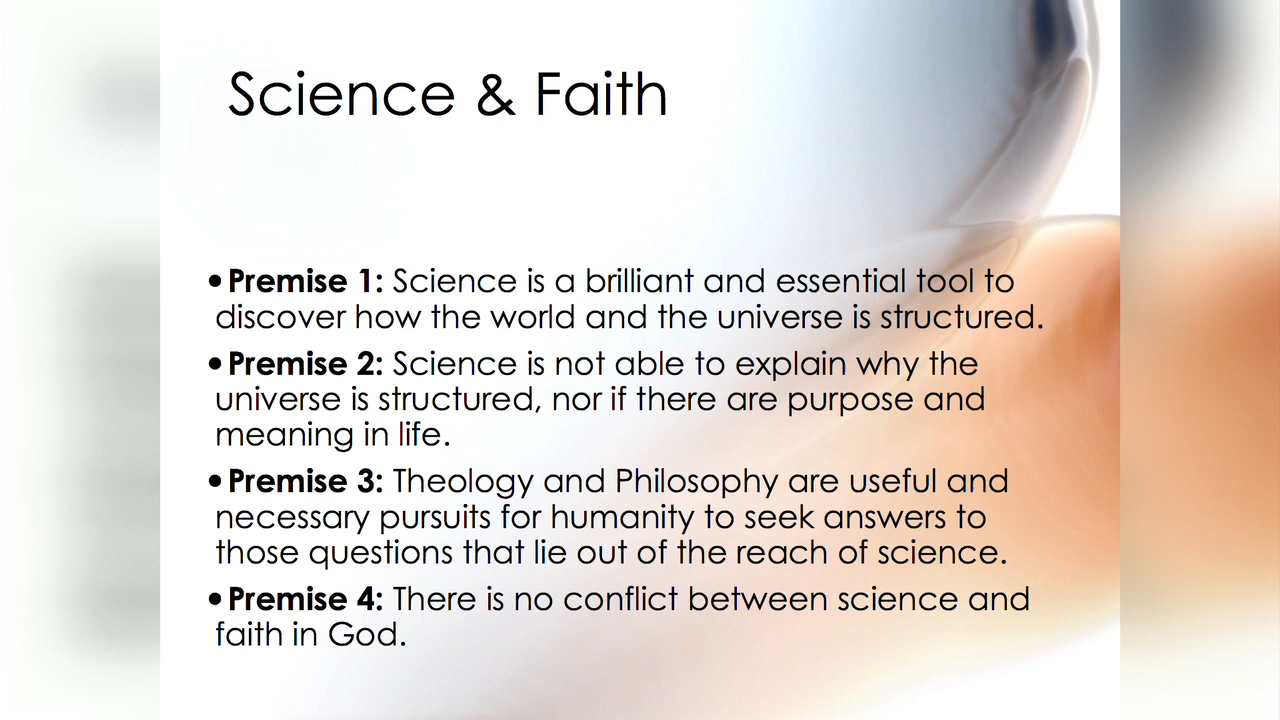 Science & Faith
•Premise 1: Science is a brilliant and essential tool to
discover how the world and the universe is structured.
•Premise 2: Science is not able to explain why the
universe is structured, nor if there are purpose and
meaning in life.
•Premise 3: Theology and Philosophy are useful and
necessary pursuits for humanity to seek answers to
those questions that lie out of the reach of science.
•Premise 4: There is no conflict between science and
faith in God.